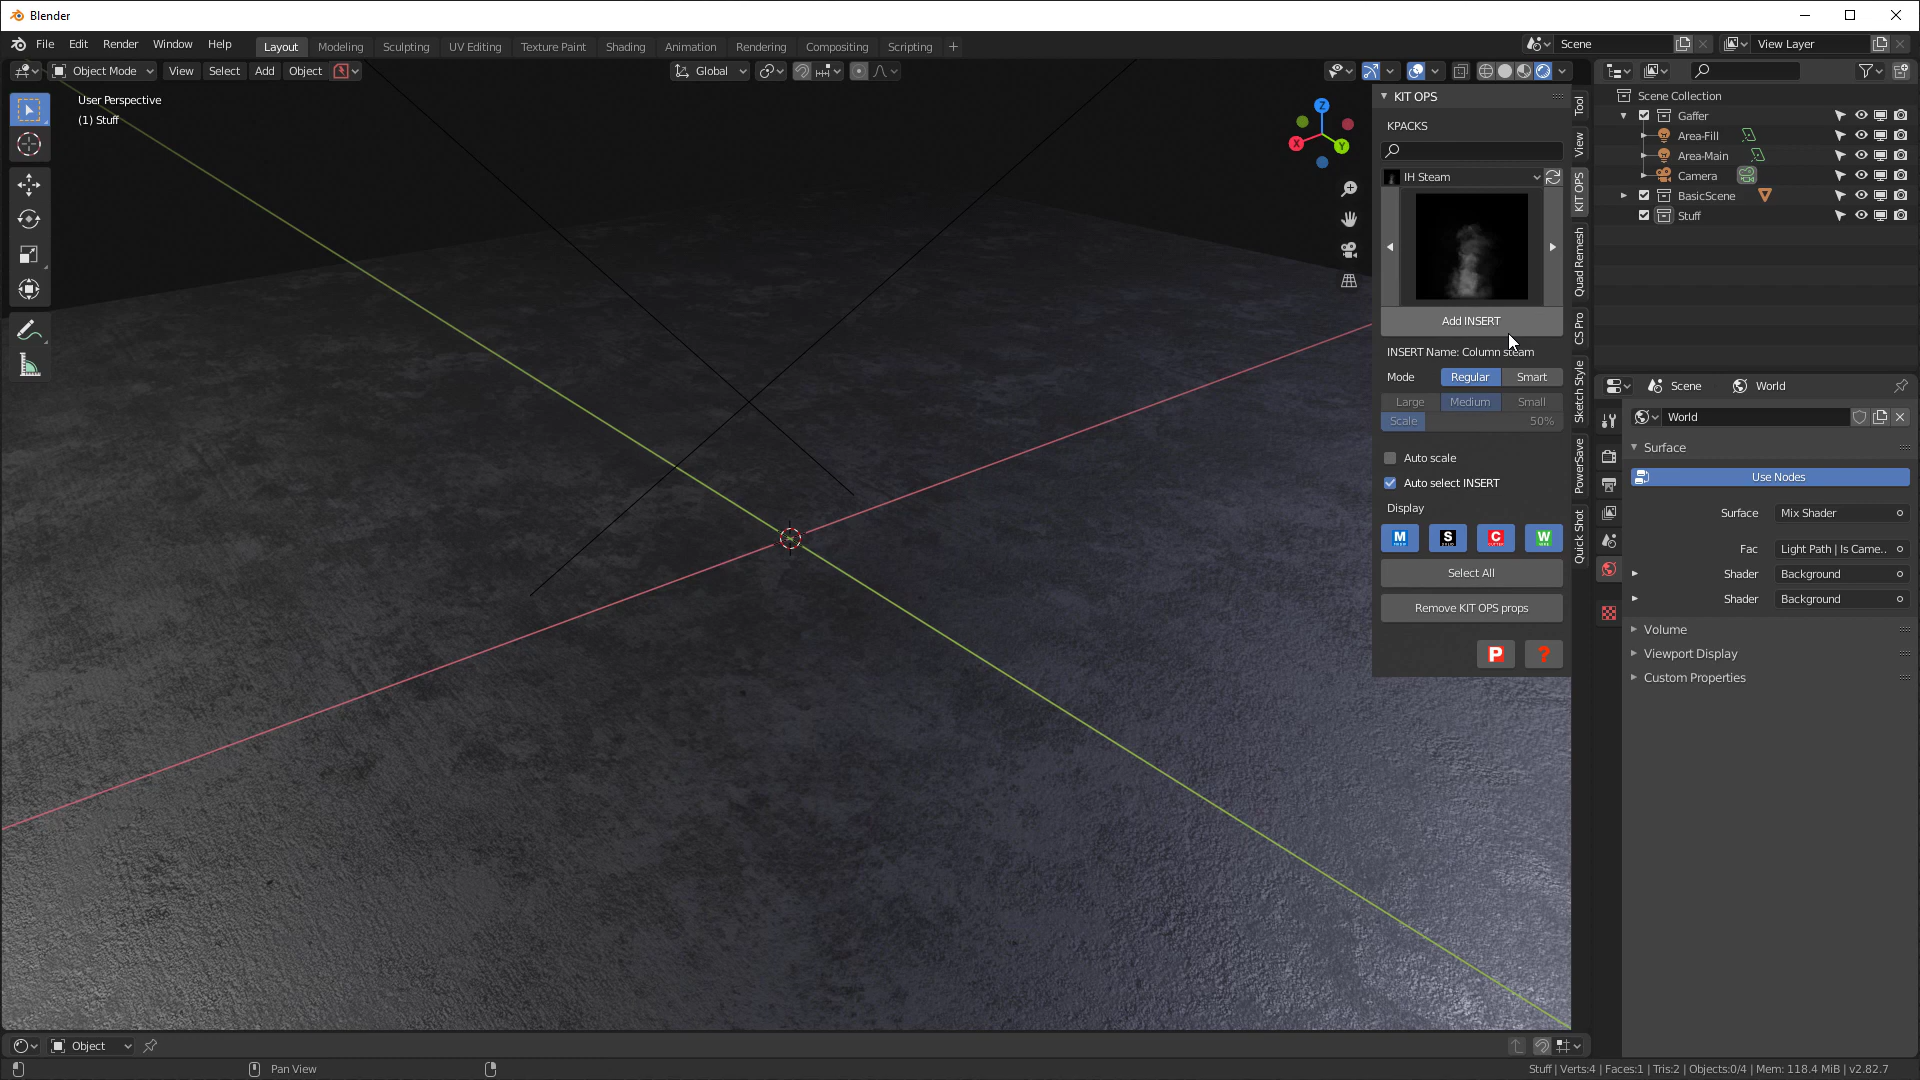 Blender
File Edit Render Window Help
Layout Modeling Sculpting UV Editing Texture Paint Shading Animation Rendering Compositing Scripting +
Scene
View Layer
Object Mode View Select Add Object
Global
User Perspective
(1) Stuff
Z
X
Y
KIT OPS
KPACKS
IH Steam
Add INSERT
INSERT Name: Column steam
Mode Regular Smart
Large Medium Small
Scale 50%
Auto scale
Auto select INSERT
Display
M S C W
Select All
Remove KIT OPS props
P ?
Tool
View
KIT OPS
Quad Remesh
CS Pro
Sketch Style
PowerSave
Quick Shot
Scene Collection
Gaffer
Area-Fill
Area-Main
Camera
BasicScene
Stuff
Scene World
World
Surface
Use Nodes
Surface Mix Shader
Fac Light Path | Is Came..
Shader Background
Shader Background
Volume
Viewport Display
Custom Properties
Object
Pan View
Stuff | Verts:4 | Faces:1 | Tris:2 | Objects:0/4 | Mem: 118.4 MiB | v2.82.7